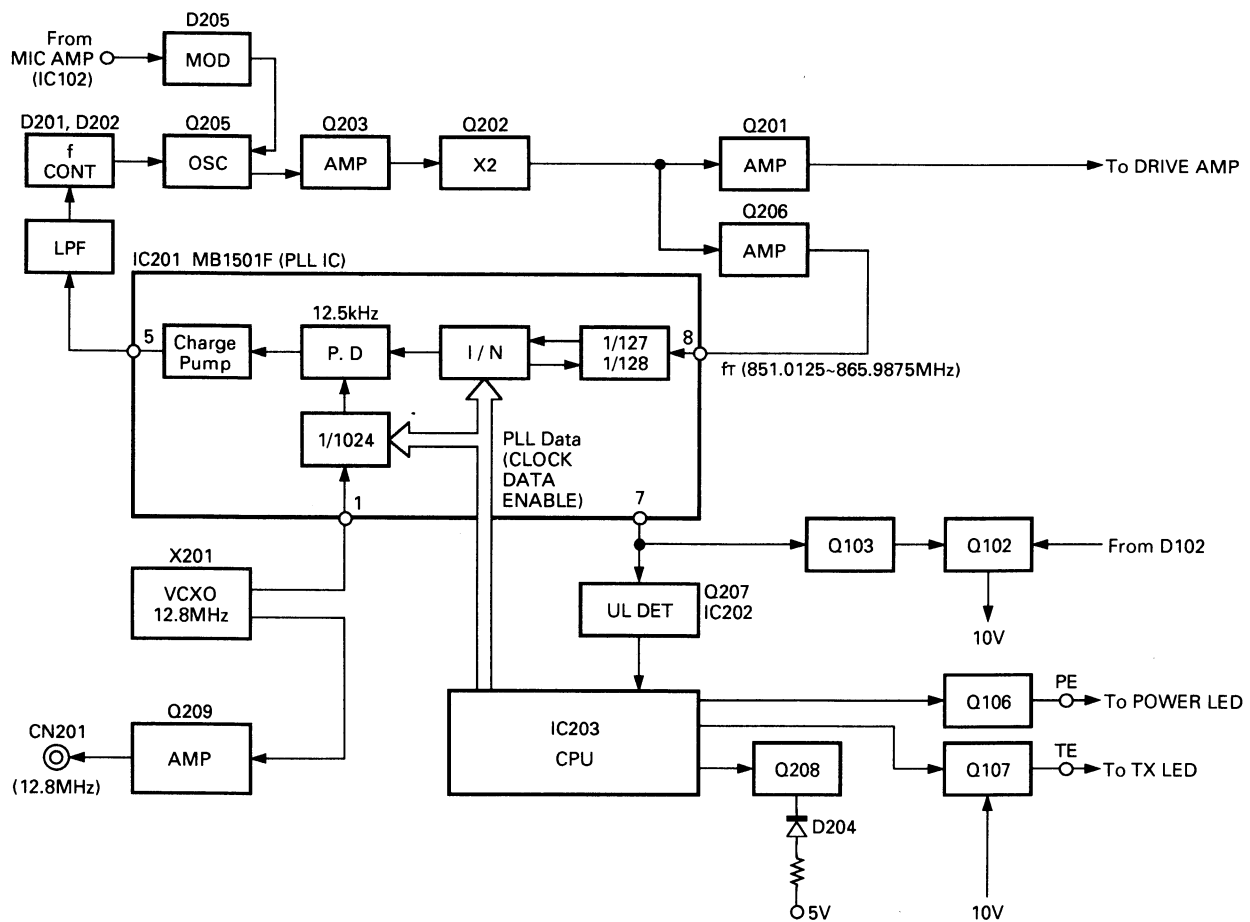 D205
From
MIC AMP
(IC102)
MOD
D201, D202
f
CONT
Q205
OSC
Q203
AMP
Q202
X2
Q201
AMP
To DRIVE AMP
Q206
AMP
LPF
IC201 MB1501F (PLL IC)
5
Charge
Pump
12.5kHz
P. D
I / N
1/127
1/128
8
fT (851.0125~865.9875MHz)
1/1024
PLL Data
(CLOCK
DATA
ENABLE)
1
7
X201
VCXO
12.8MHz
Q103
Q102
From D102
10V
UL DET
Q207
IC202
CN201
(12.8MHz)
Q209
AMP
IC203
CPU
Q106
PE
To POWER LED
Q107
TE
To TX LED
Q208
D204
5V
10V